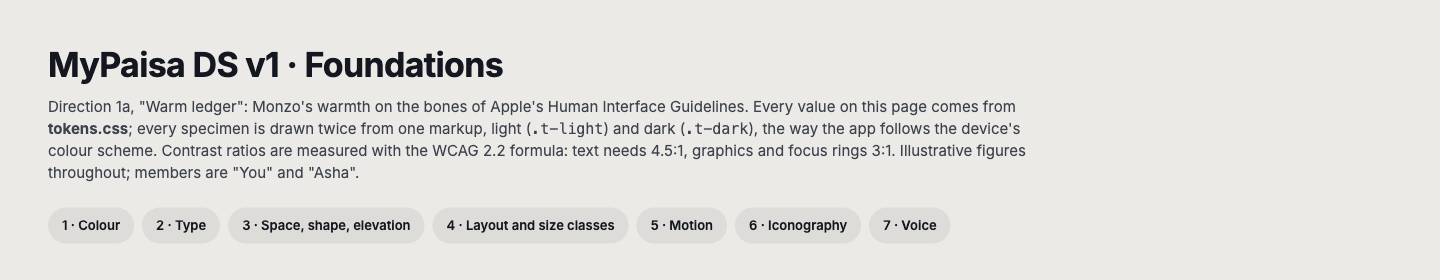 MyPaisa DS v1 · Foundations
Direction 1a, "Warm ledger": Monzo's warmth on the bones of Apple's Human Interface Guidelines. Every value on this page comes from
tokens.css; every specimen is drawn twice from one markup, light (.t-light) and dark (.t-dark), the way the app follows the device's
colour scheme. Contrast ratios are measured with the WCAG 2.2 formula: text needs 4.5:1, graphics and focus rings 3:1. Illustrative figures
throughout; members are "You" and "Asha".
1 · Colour 2 · Type 3 · Space, shape, elevation 4 · Layout and size classes 5 · Motion 6 · Iconography 7 · Voice